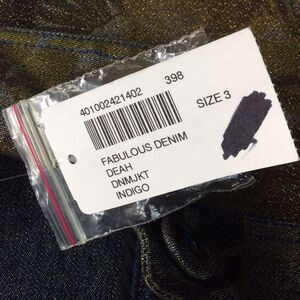 401002421402
398
SIZE 3
FABULOUS DENIM
DEAH
DNMJKT
INDIGO